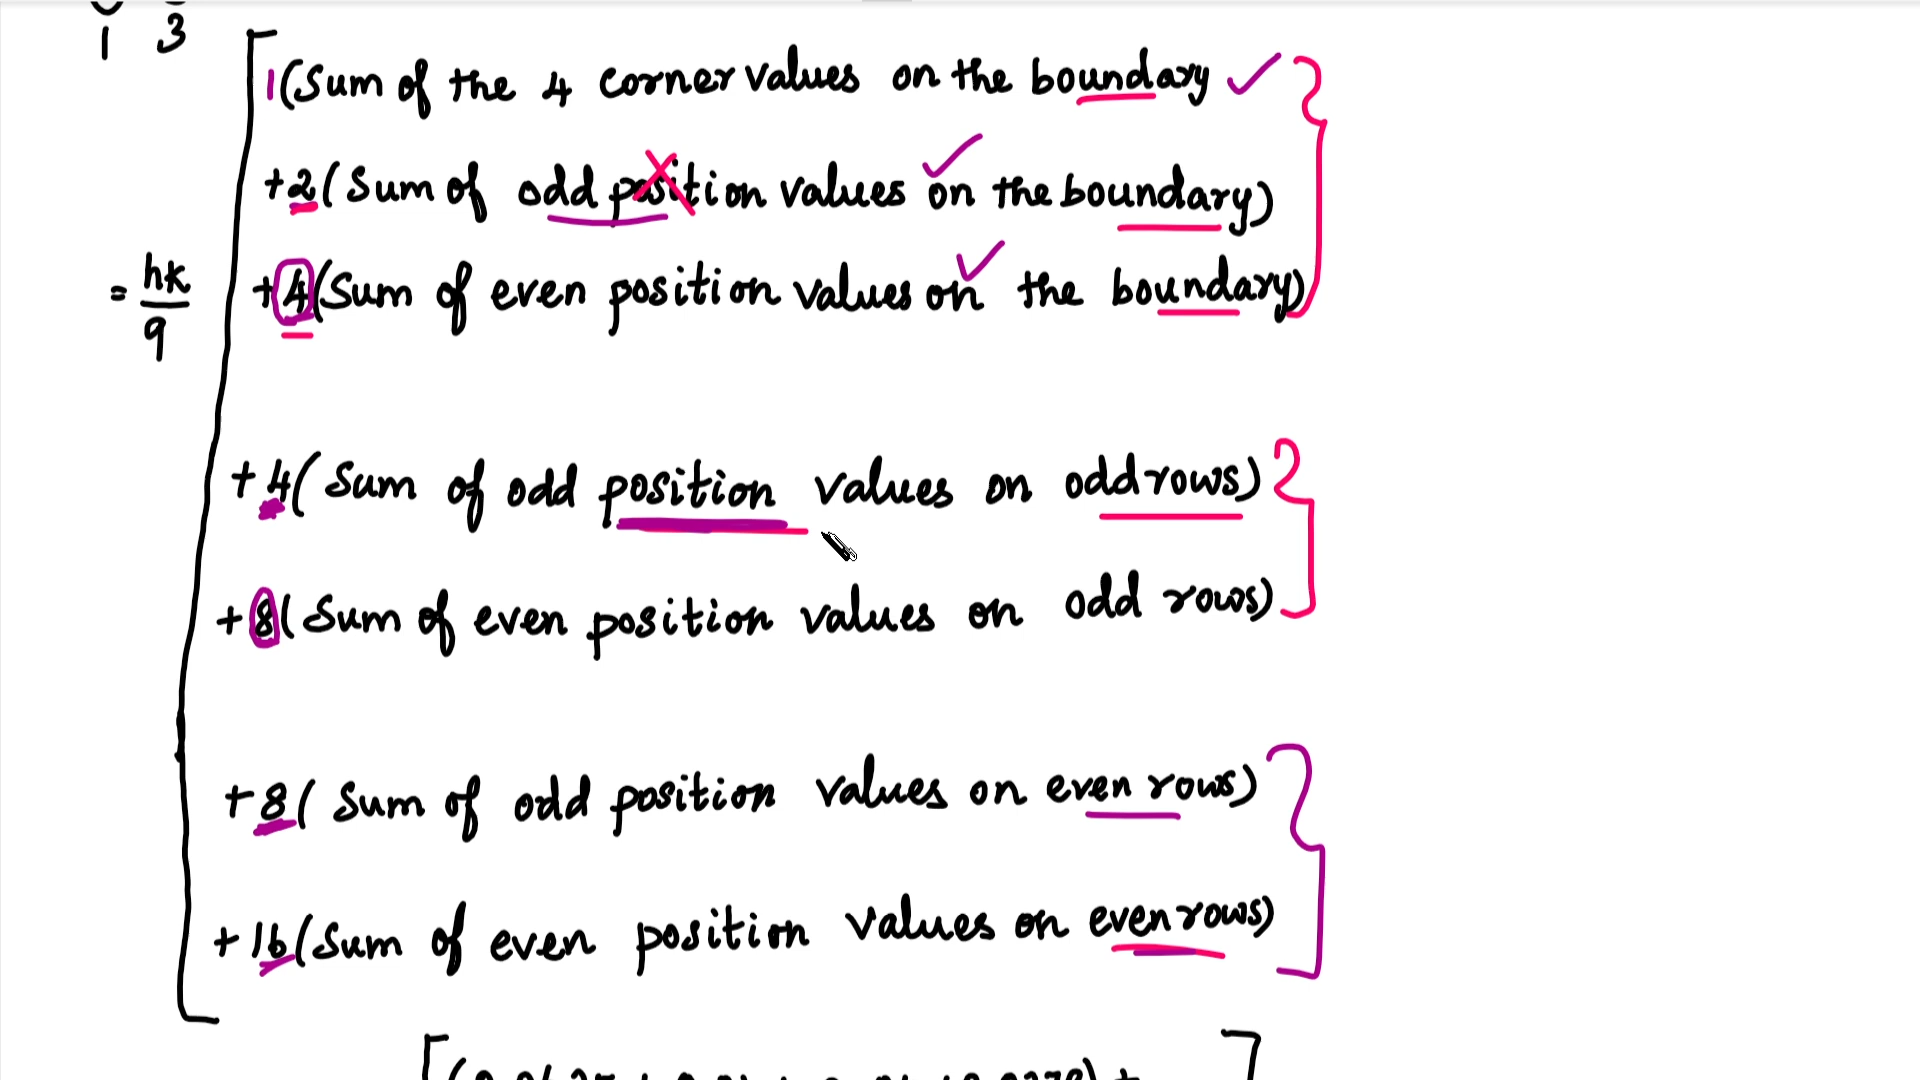 1 3
1(Sum of the 4 corner values on the boundary
+2(Sum of odd position values on the boundary)
+4(Sum of even position values on the boundary)
= hk/9
+4(Sum of odd position values on odd rows)
+8(Sum of even position values on odd rows)
+8(Sum of odd position values on even rows)
+16(Sum of even position values on even rows)